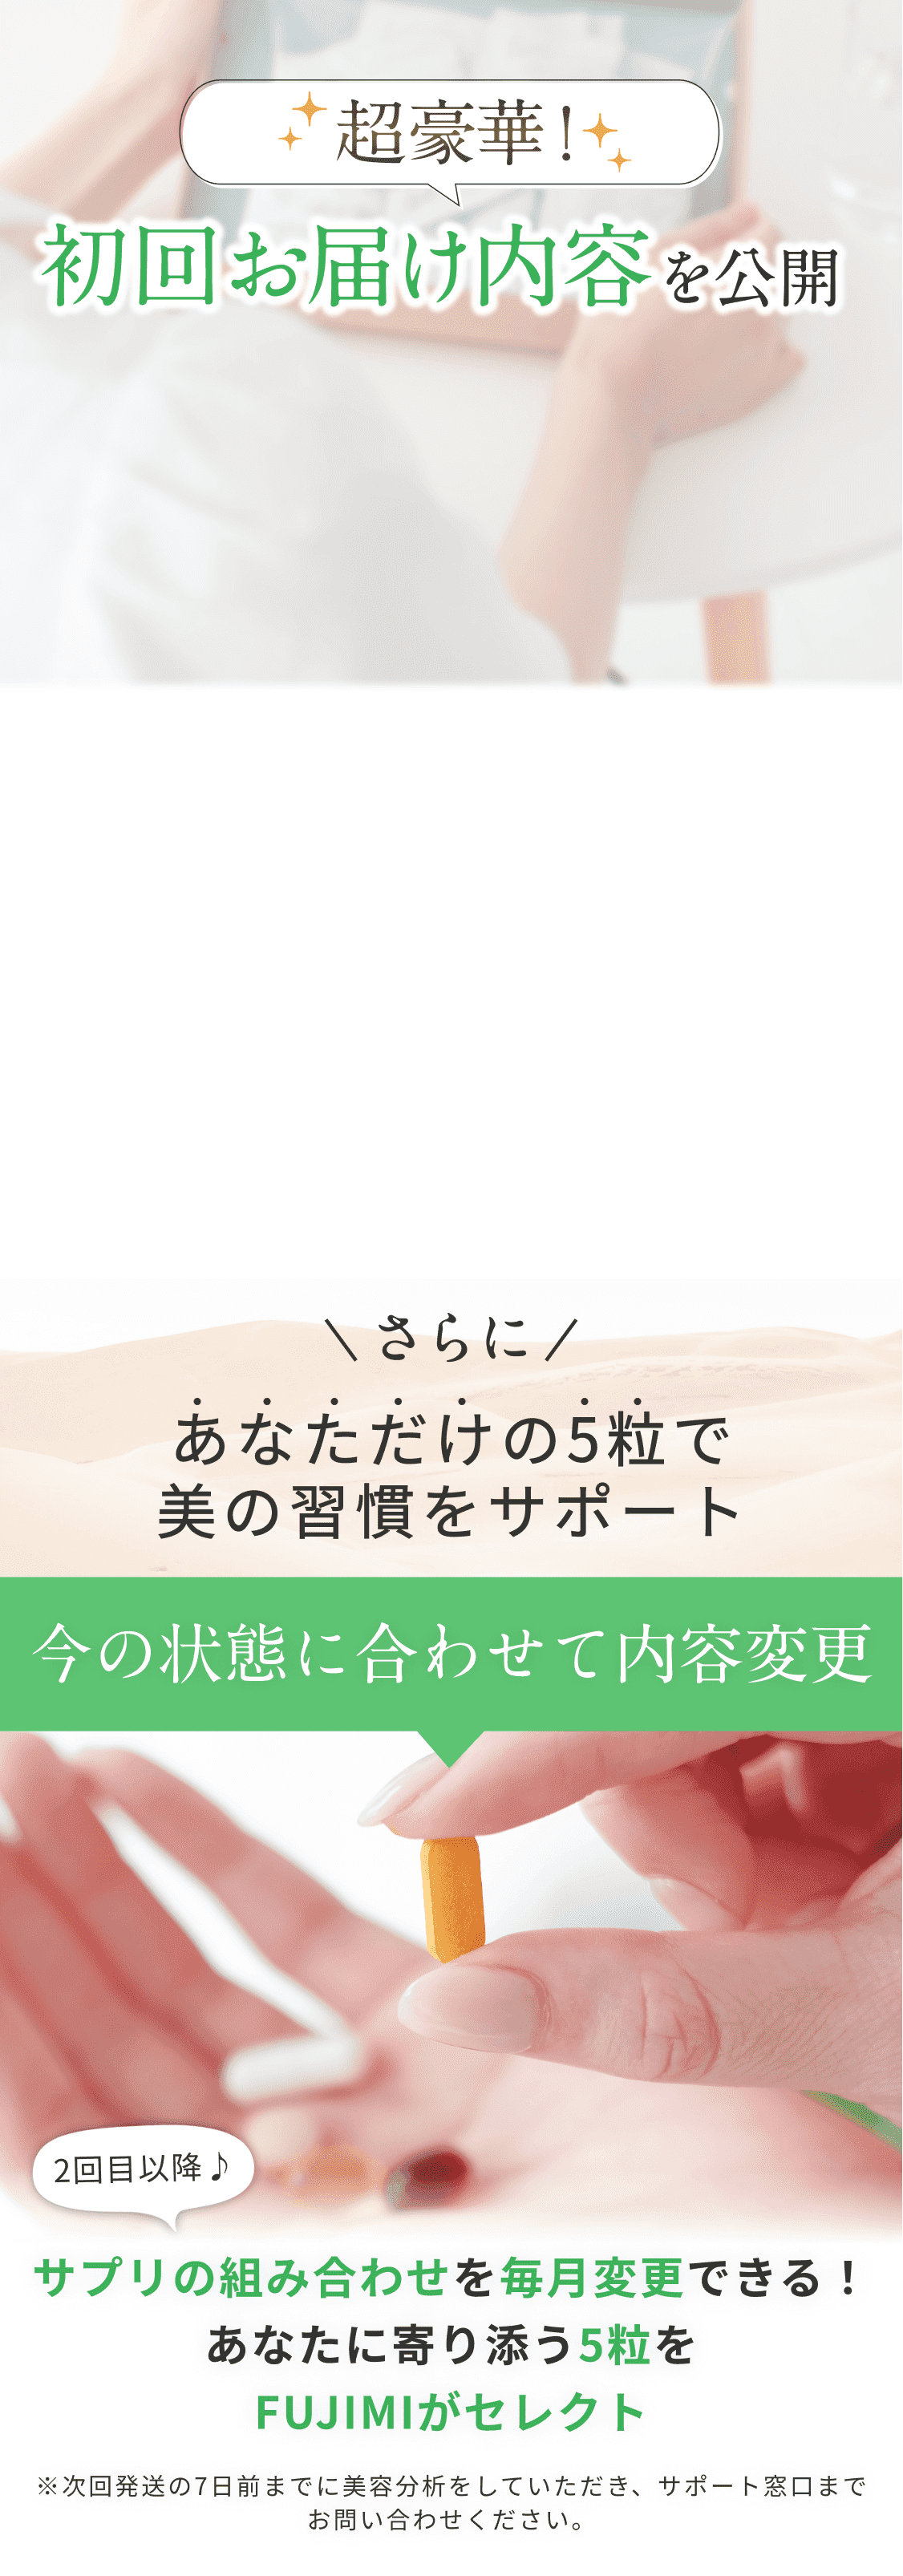 超豪華！
初回お届け内容を公開
\ さらに /
あなただけの5粒で
美の習慣をサポート
今の状態に合わせて内容変更
2回目以降♪
サプリの組み合わせを毎月変更できる！
あなたに寄り添う5粒を
FUJIMIがセレクト
※次回発送の7日前までに美容分析をしていただき、サポート窓口まで
お問い合わせください。